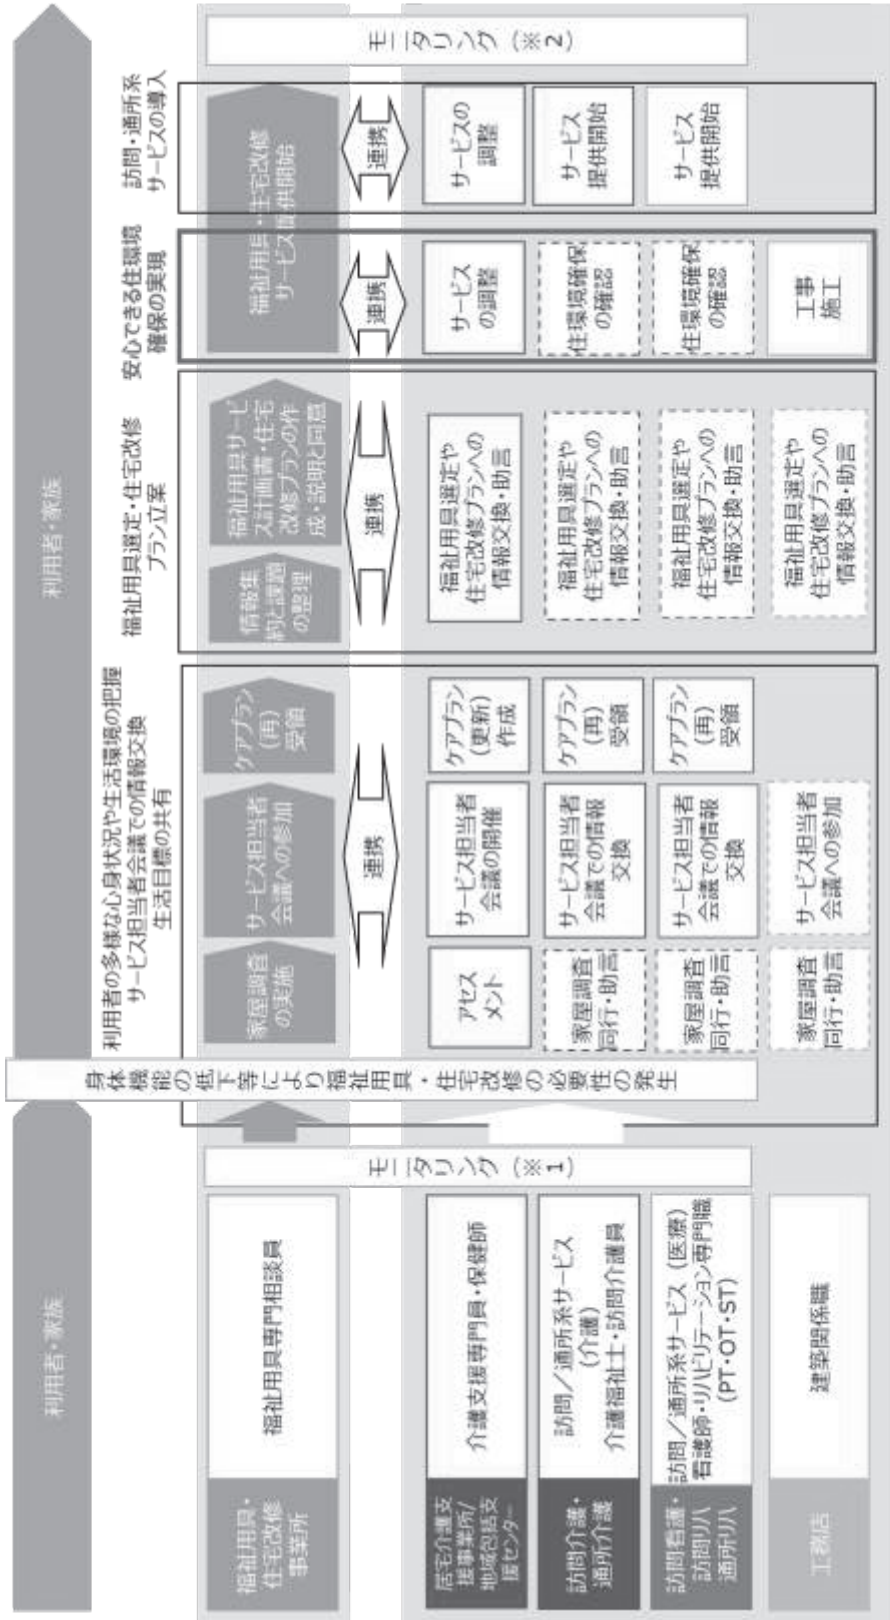 利用者・家族
利用者・家族
福祉用具・
住宅改修
事業所
福祉用具専門相談員
モニタリング（※1）
身体機能の低下等により福祉用具・住宅改修の必要性の発生
利用者の多様な心身状況や生活環境の把握
サービス担当者会議での情報交換
生活目標の共有
家屋調査
の実施
サービス担当者
会議への参加
ケアプラン
(再)
受領
連携
福祉用具選定・住宅改修
プラン立案
情報集
約と課題
の整理
福祉用具サービ
ス計画書・住宅
改修プランの作
成・説明と同意
連携
安心できる住環境
確保の実現
訪問・通所系
サービスの導入
福祉用具・住宅改修
サービス提供開始
連携
連携
モニタリング（※2）
居宅介護支
援事業所/
地域包括支
援センター
介護支援専門員・保健師
アセス
メント
サービス担当者
会議の開催
ケアプラン
(更新)
作成
福祉用具選定や
住宅改修プランへの
情報交換・助言
サービス
の調整
サービスの
調整
訪問介護・
通所介護
訪問／通所系サービス
(介護)
介護福祉士・訪問介護員
家屋調査
同行・助言
サービス担当者
会議での情報
交換
ケアプラン
(再)
受領
福祉用具選定や
住宅改修プランへの
情報交換・助言
住環境確保
の確認
サービス
提供開始
訪問看護・
訪問リハ
通所リハ
訪問／通所系サービス（医療）
看護師・リハビリテーション専門職
(PT・OT・ST)
家屋調査
同行・助言
サービス担当者
会議での情報
交換
ケアプラン
(再)
受領
福祉用具選定や
住宅改修プランへの
情報交換・助言
住環境確保
の確認
サービス
提供開始
工務店
建築関係職
家屋調査
同行・助言
サービス担当者
会議への参加
福祉用具選定や
住宅改修プランへの
情報交換・助言
工事
施工